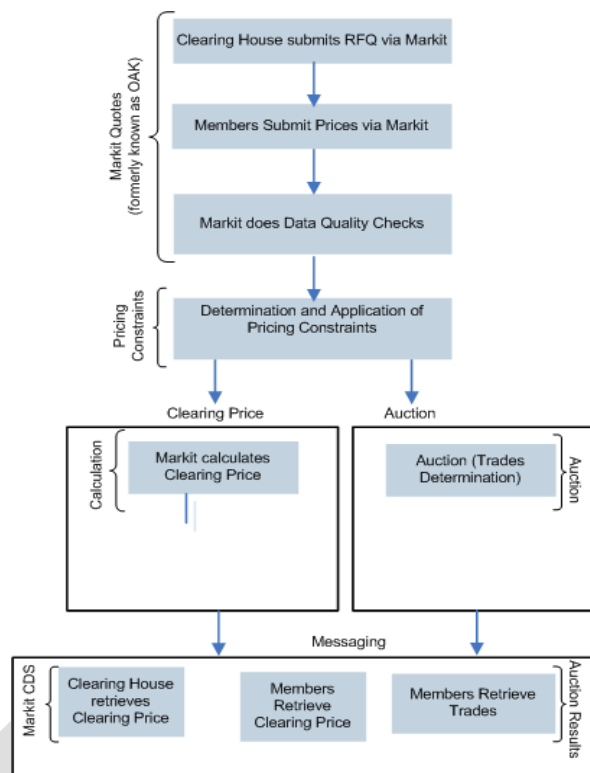 Clearing House submits RFQ via Markit
Members Submit Prices via Markit
Markit does Data Quality Checks
Markit Quotes
(formerly known as OAK)
Determination and Application of
Pricing Constraints
Pricing
Constraints
Clearing Price
Auction
Calculation
Markit calculates
Clearing Price
Auction (Trades
Determination)
Auction
Messaging
Markit CDS
Clearing House
retrieves
Clearing Price
Members
Retrieve
Clearing Price
Members Retrieve
Trades
Auction Results